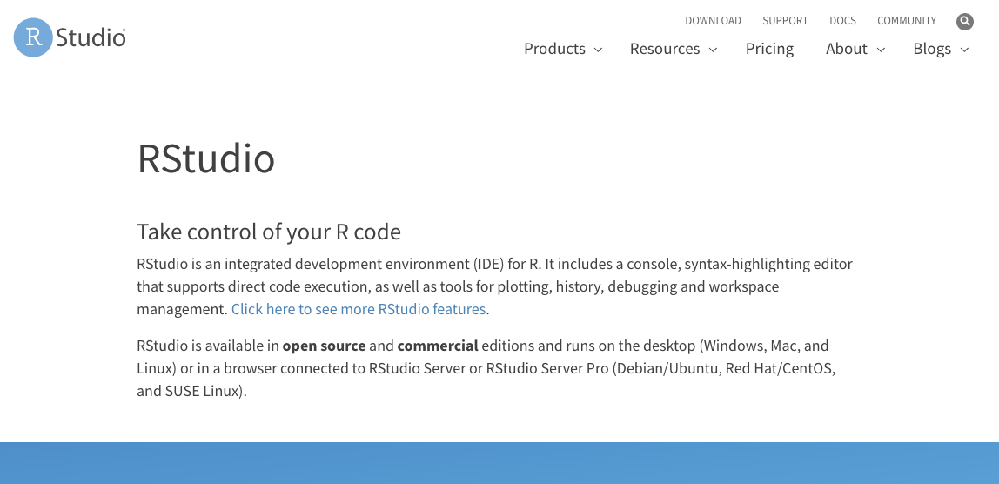 R Studio®
DOWNLOAD SUPPORT DOCS COMMUNITY
Products Resources Pricing About Blogs
RStudio
Take control of your R code
RStudio is an integrated development environment (IDE) for R. It includes a console, syntax-highlighting editor
that supports direct code execution, as well as tools for plotting, history, debugging and workspace
management. Click here to see more RStudio features.
RStudio is available in open source and commercial editions and runs on the desktop (Windows, Mac, and
Linux) or in a browser connected to RStudio Server or RStudio Server Pro (Debian/Ubuntu, Red Hat/CentOS,
and SUSE Linux).